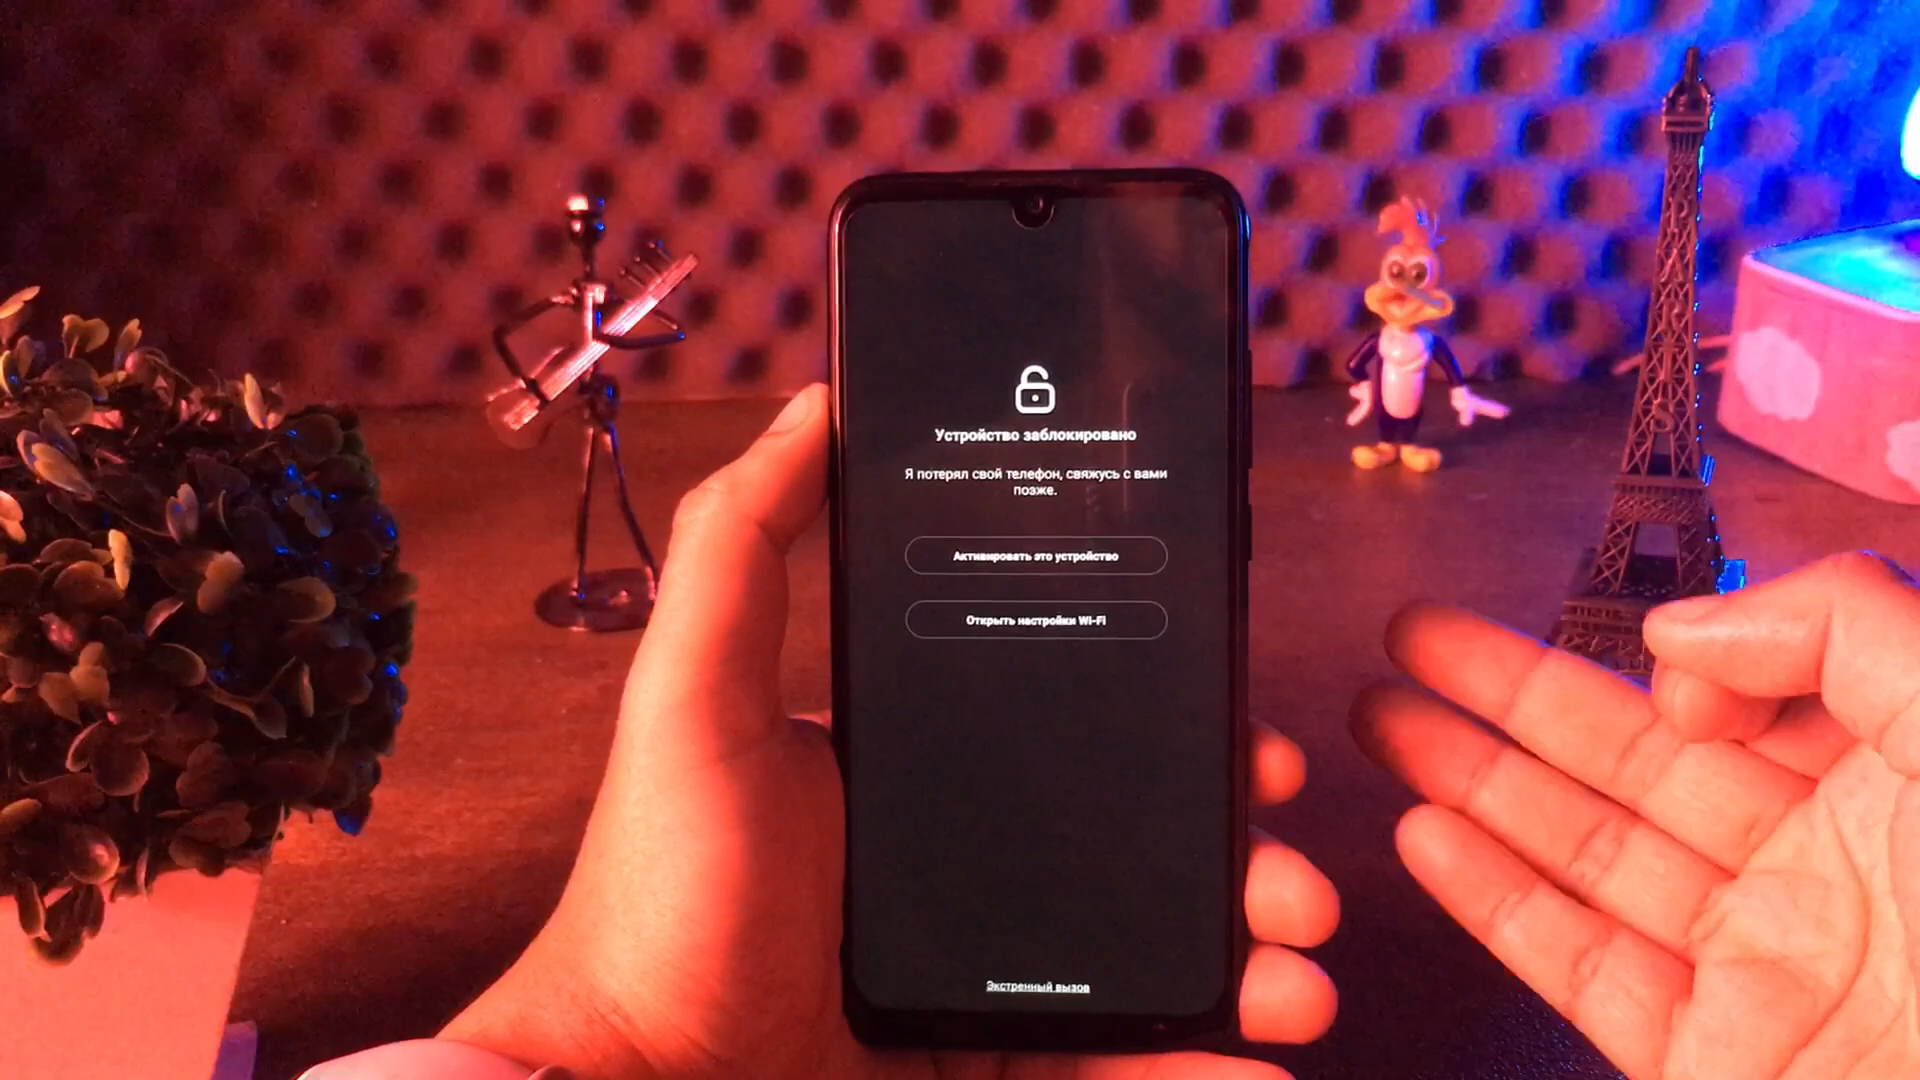 Устройство заблокировано
Я потерял свой телефон, свяжусь с вами
позже.
Активировать это устройство
Открыть настройки Wi-Fi
Экстренный вызов